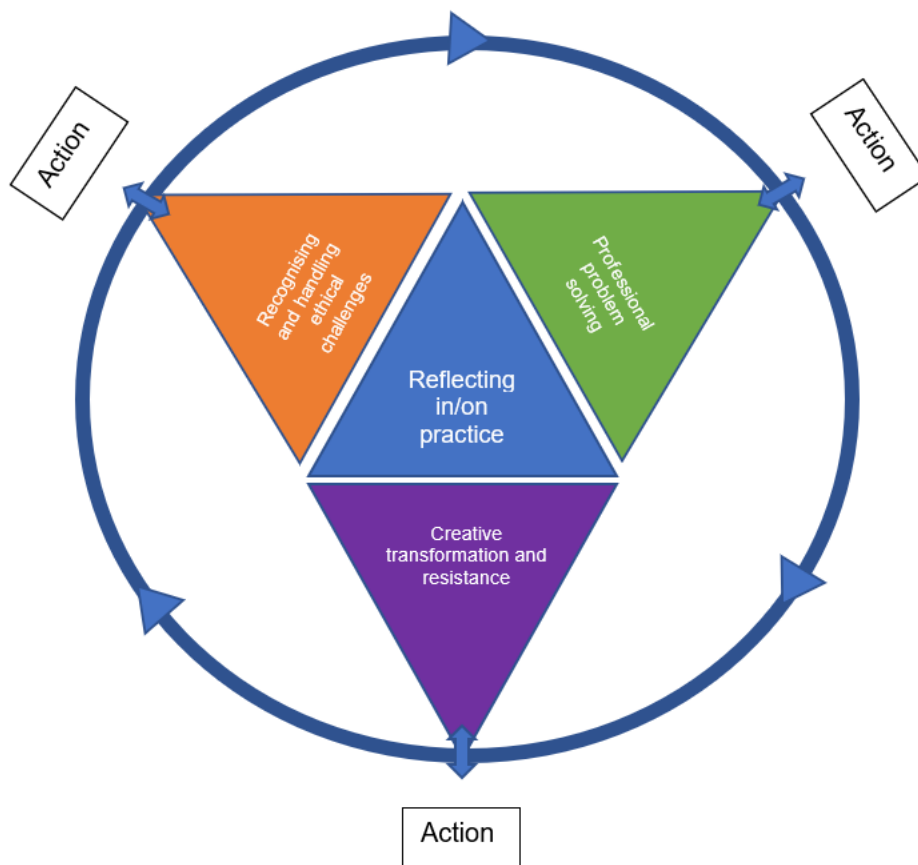 Action
Action
Recognising
and handling
ethical
challenges
Professional
problem
solving
Reflecting
in/on
practice
Creative
transformation and
resistance
Action